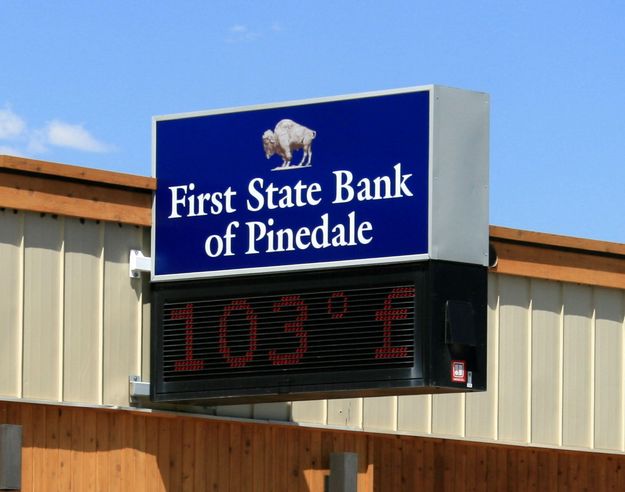 First State Bank
of Pinedale
103°F